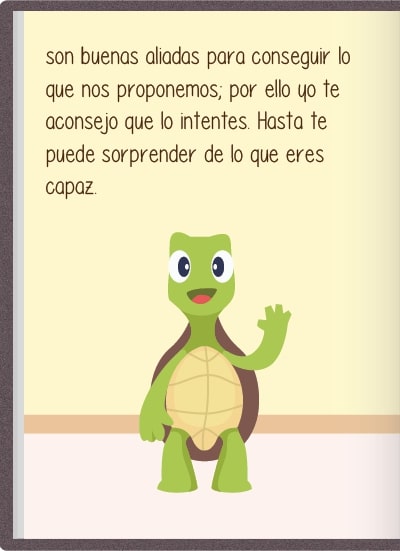 son buenas aliadas para conseguir lo
que nos proponemos; por ello yo te
aconsejo que lo intentes. Hasta te
puede sorprender de lo que eres
capaz.